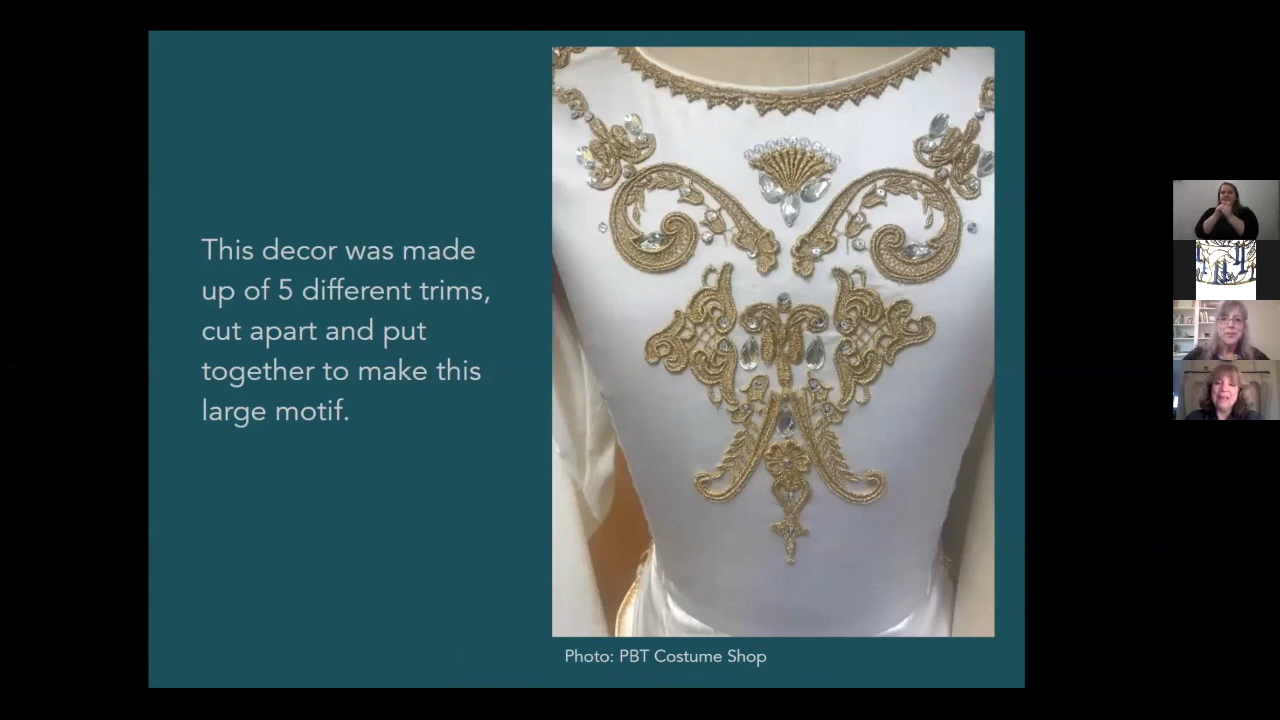 This decor was made
up of 5 different trims,
cut apart and put
together to make this
large motif.
Photo: PBT Costume Shop